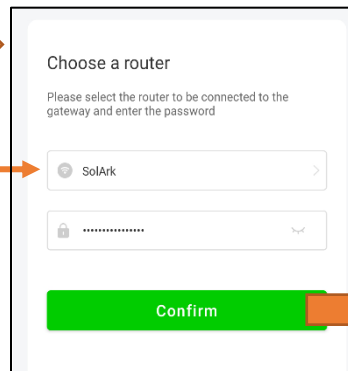 Choose a router
Please select the router to be connected to the
gateway and enter the password
SolArk
................
Confirm